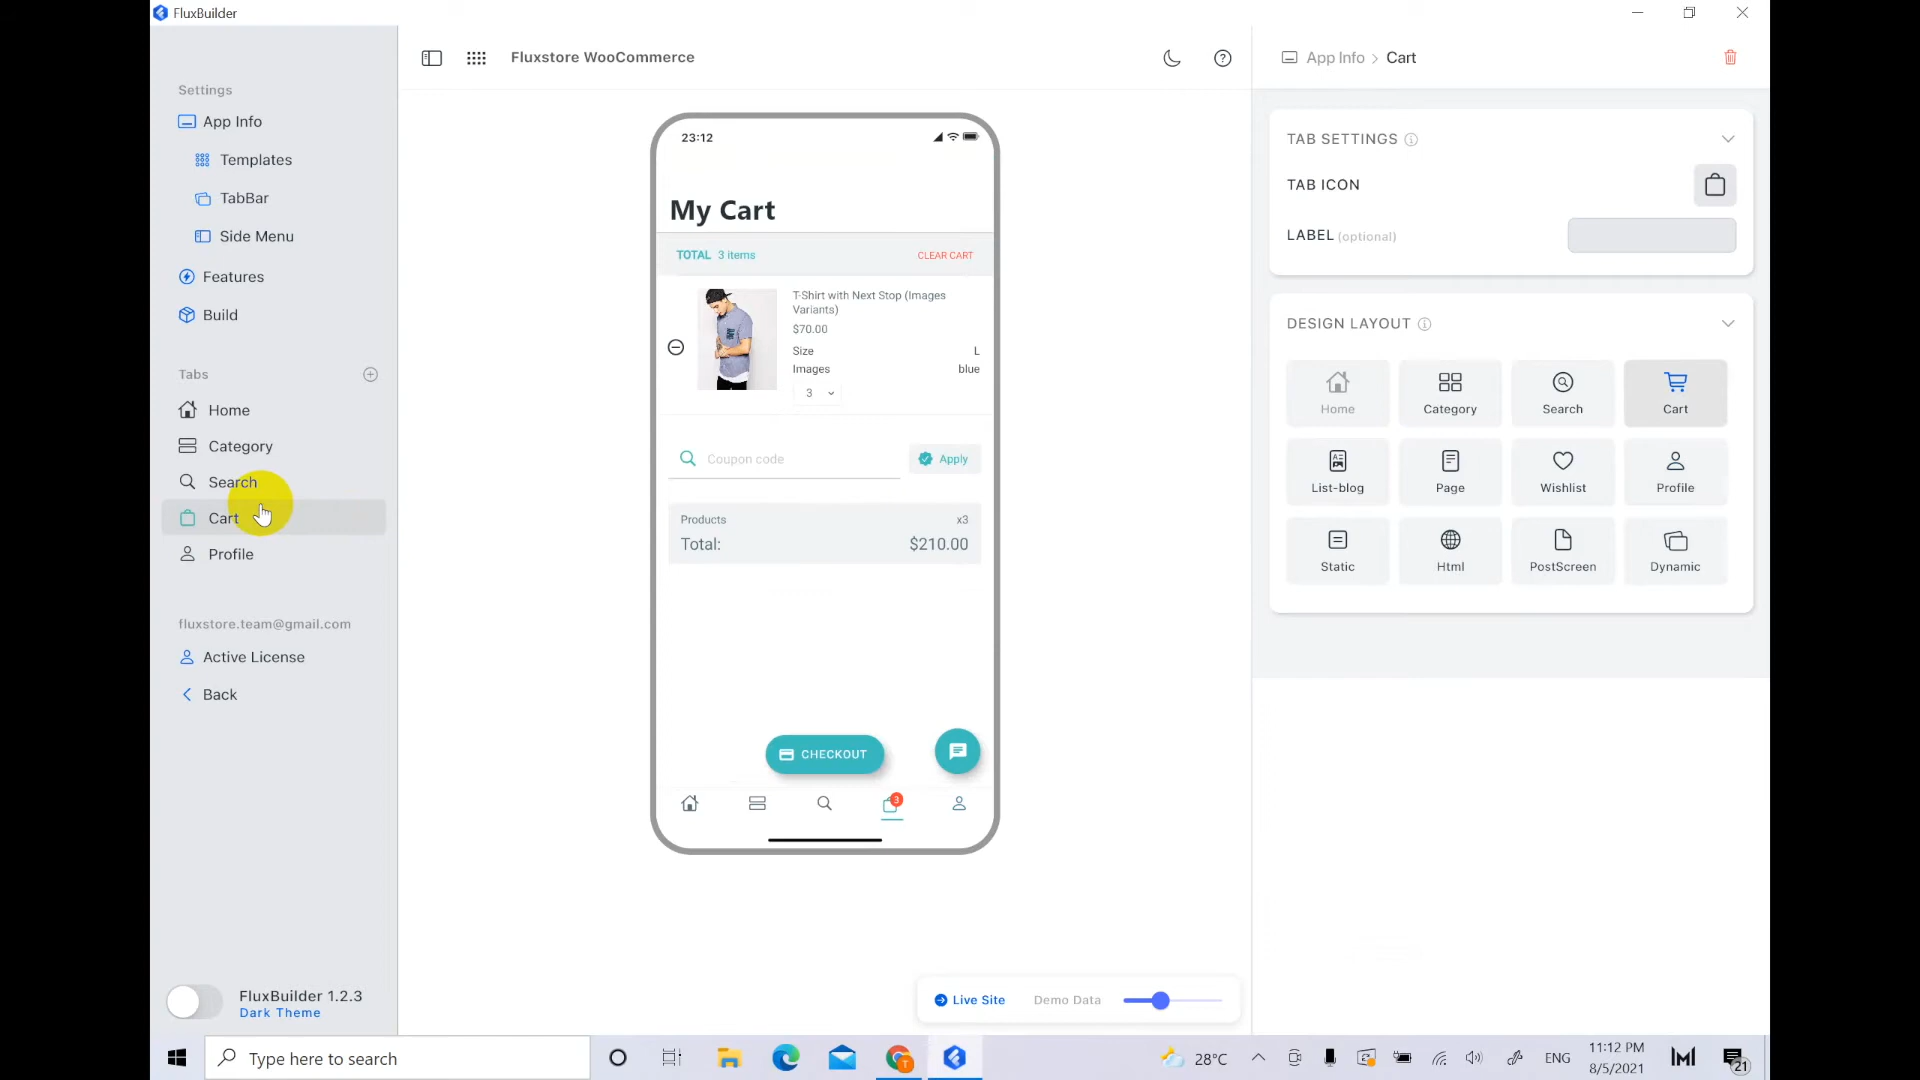 FluxBuilder
Settings
App Info
Templates
TabBar
Side Menu
Features
Build
Tabs
Home
Category
Search
Cart
Profile
fluxstore.team@gmail.com
Active License
Back
FluxBuilder 1.2.3
Dark Theme
Fluxstore WooCommerce
23:12
My Cart
TOTAL 3 items
CLEAR CART
T-Shirt with Next Stop (Images
Variants)
$70.00
Size L
Images blue
3
Coupon code
Apply
Products x3
Total: $210.00
CHECKOUT
3
Live Site
Demo Data
App Info > Cart
TAB SETTINGS
TAB ICON
LABEL (optional)
DESIGN LAYOUT
Home
Category
Search
Cart
List-blog
Page
Wishlist
Profile
Static
Html
PostScreen
Dynamic
Type here to search
28°C
ENG
11:12 PM
8/5/2021
21